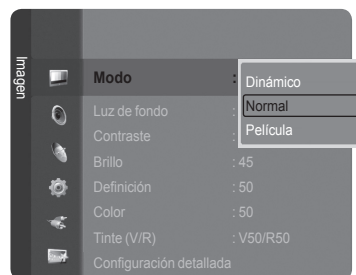 Imagen
Modo : Dinámico
Luz de fondo : Normal
Contraste : Película
Brillo : 45
Definición : 50
Color : 50
Tinte (V/R) : V50/R50
Configuración detallada